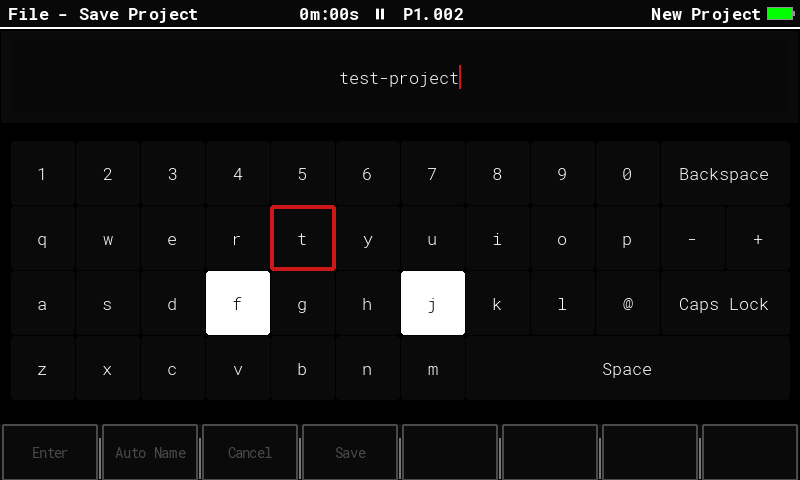 File - Save Project 0m:00s P1.002 New Project
test-project
1 2 3 4 5 6 7 8 9 0 Backspace
q w e r t y u i o p - +
a s d f g h j k l @ Caps Lock
z x c v b n m Space
Enter Auto Name Cancel Save